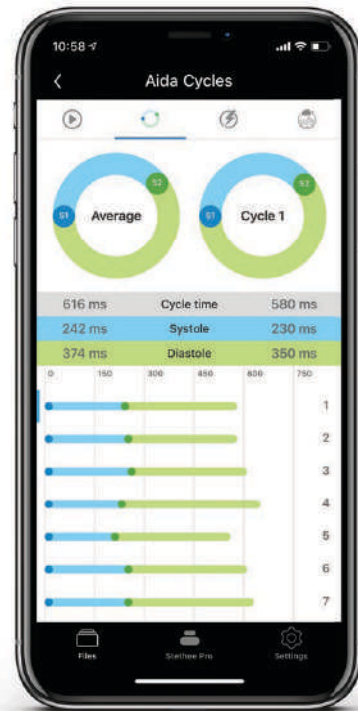 10:58
Aida Cycles
S1 Average S2
S1 Cycle 1 S2
616 ms Cycle time 580 ms
242 ms Systole 230 ms
374 ms Diastole 350 ms
0 150 300 450 600 750
1
2
3
4
5
6
7
Files Stethee Pro Settings